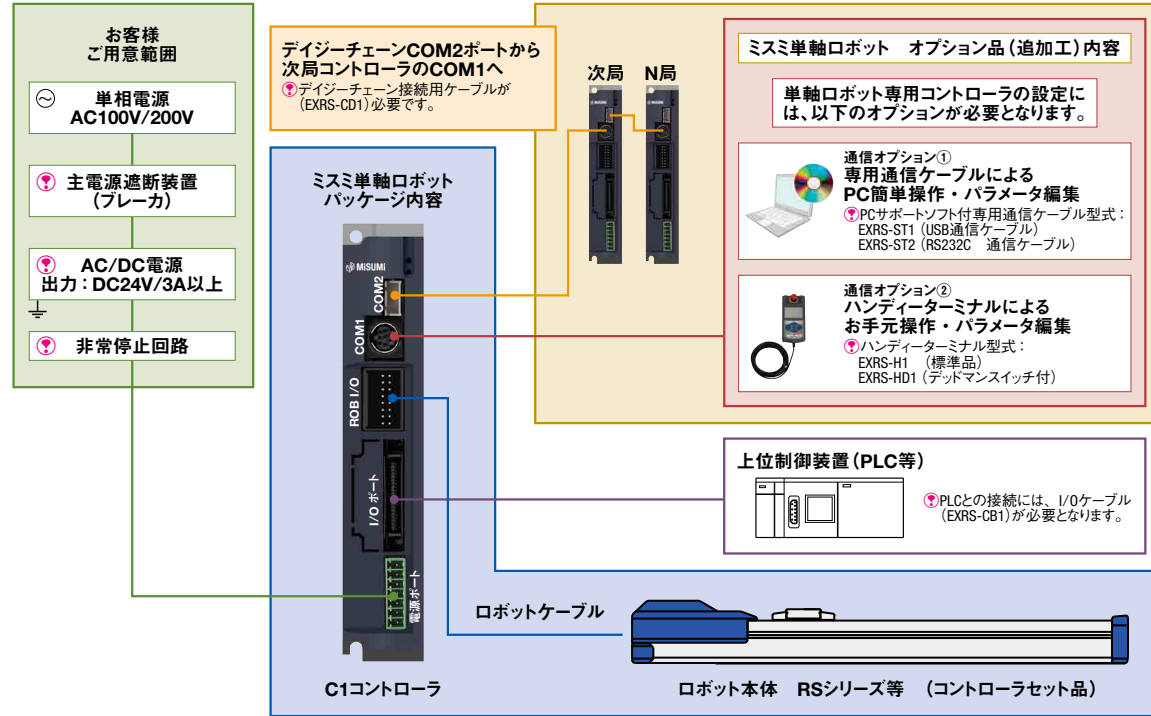 お客様
ご用意範囲
単相電源
AC100V/200V
主電源遮断装置
(ブレーカ)
AC/DC電源
出力：DC24V/3A以上
非常停止回路
デイジーチェーンCOM2ポートから
次局コントローラのCOM1へ
デイジーチェーン接続用ケーブルが
(EXRS-CD1)必要です。
次局 N局
MiSUMi
MiSUMi
ミスミ単軸ロボット オプション品(追加工)内容
単軸ロボット専用コントローラの設定に
は、以下のオプションが必要となります。
通信オプション①
専用通信ケーブルによる
PC簡単操作・パラメータ編集
PCサポートソフト付専用通信ケーブル型式：
EXRS-ST1 (USB通信ケーブル)
EXRS-ST2 (RS232C 通信ケーブル)
通信オプション②
ハンディーターミナルによる
お手元操作・パラメータ編集
ハンディーターミナル型式：
EXRS-H1 (標準品)
EXRS-HD1 (デッドマンスイッチ付)
ミスミ単軸ロボット
パッケージ内容
MiSUMi
COM2
COM1
ROB I/O
I/O ポート
電源ポート
C1コントローラ
上位制御装置(PLC等)
PLCとの接続には、I/Oケーブル
(EXRS-CB1)が必要となります。
ロボットケーブル
ロボット本体 RSシリーズ等 (コントローラセット品)